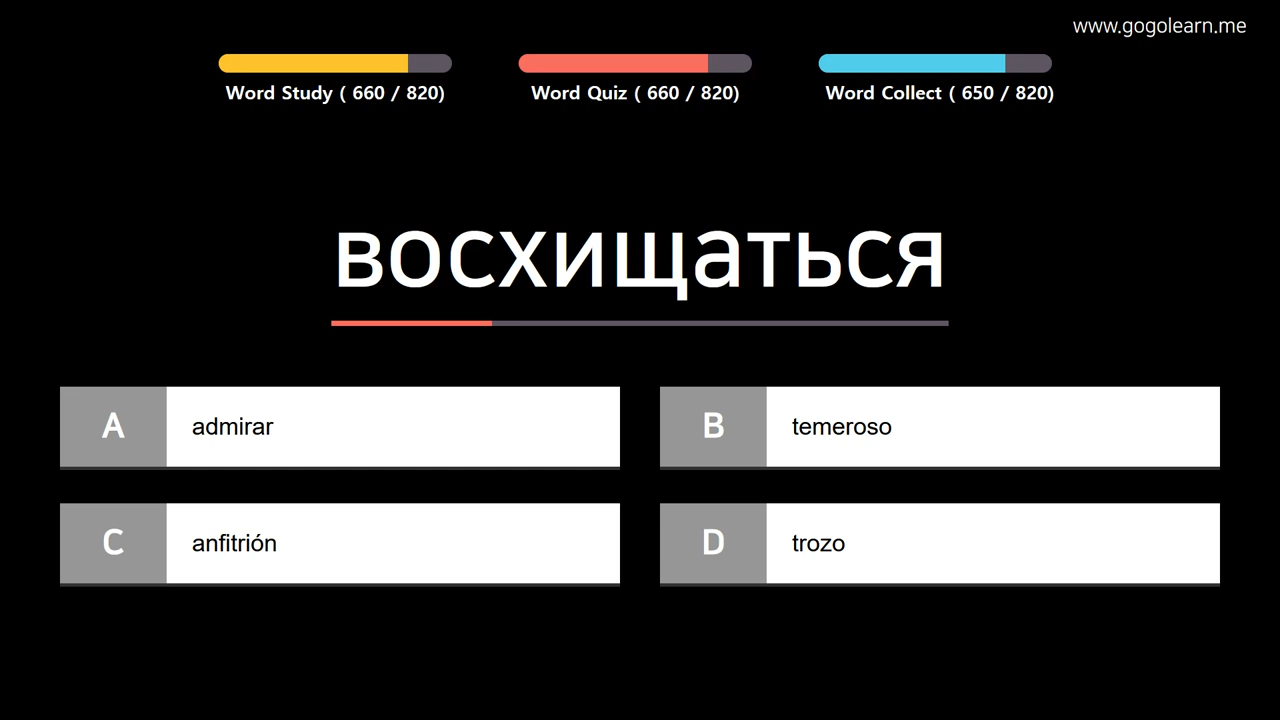 www.gogolearn.me
Word Study ( 660 / 820)
Word Quiz ( 660 / 820)
Word Collect ( 650 / 820)
восхищаться
A admirar
B temeroso
C anfitrión
D trozo